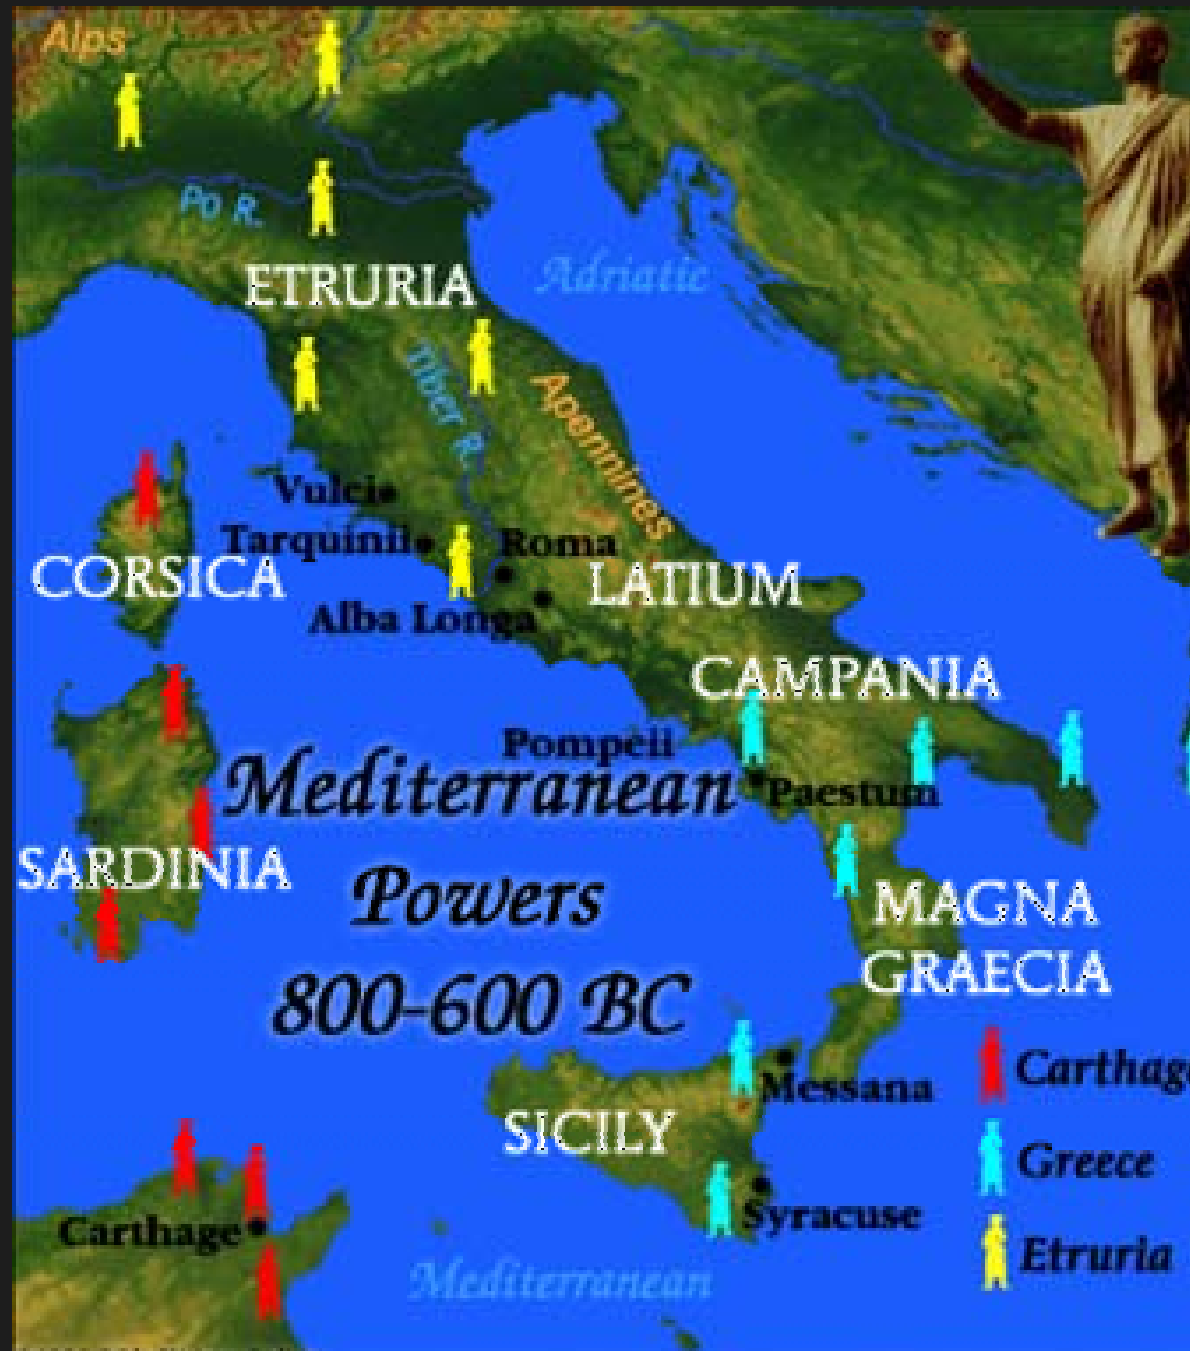 Alps
Po R.
ETRURIA
Adriatic
Tiber R.
Apennines
Vulci
Tarquinii
Roma
CORSICA
LATIUM
Alba Longa
CAMPANIA
Pompeii
Mediterranean
Paestum
SARDINIA
Powers
MAGNA
GRAECIA
800-600 BC
Carthag
Messana
SICILY
Greece
Syracuse
Carthage
Etruria
Mediterranean